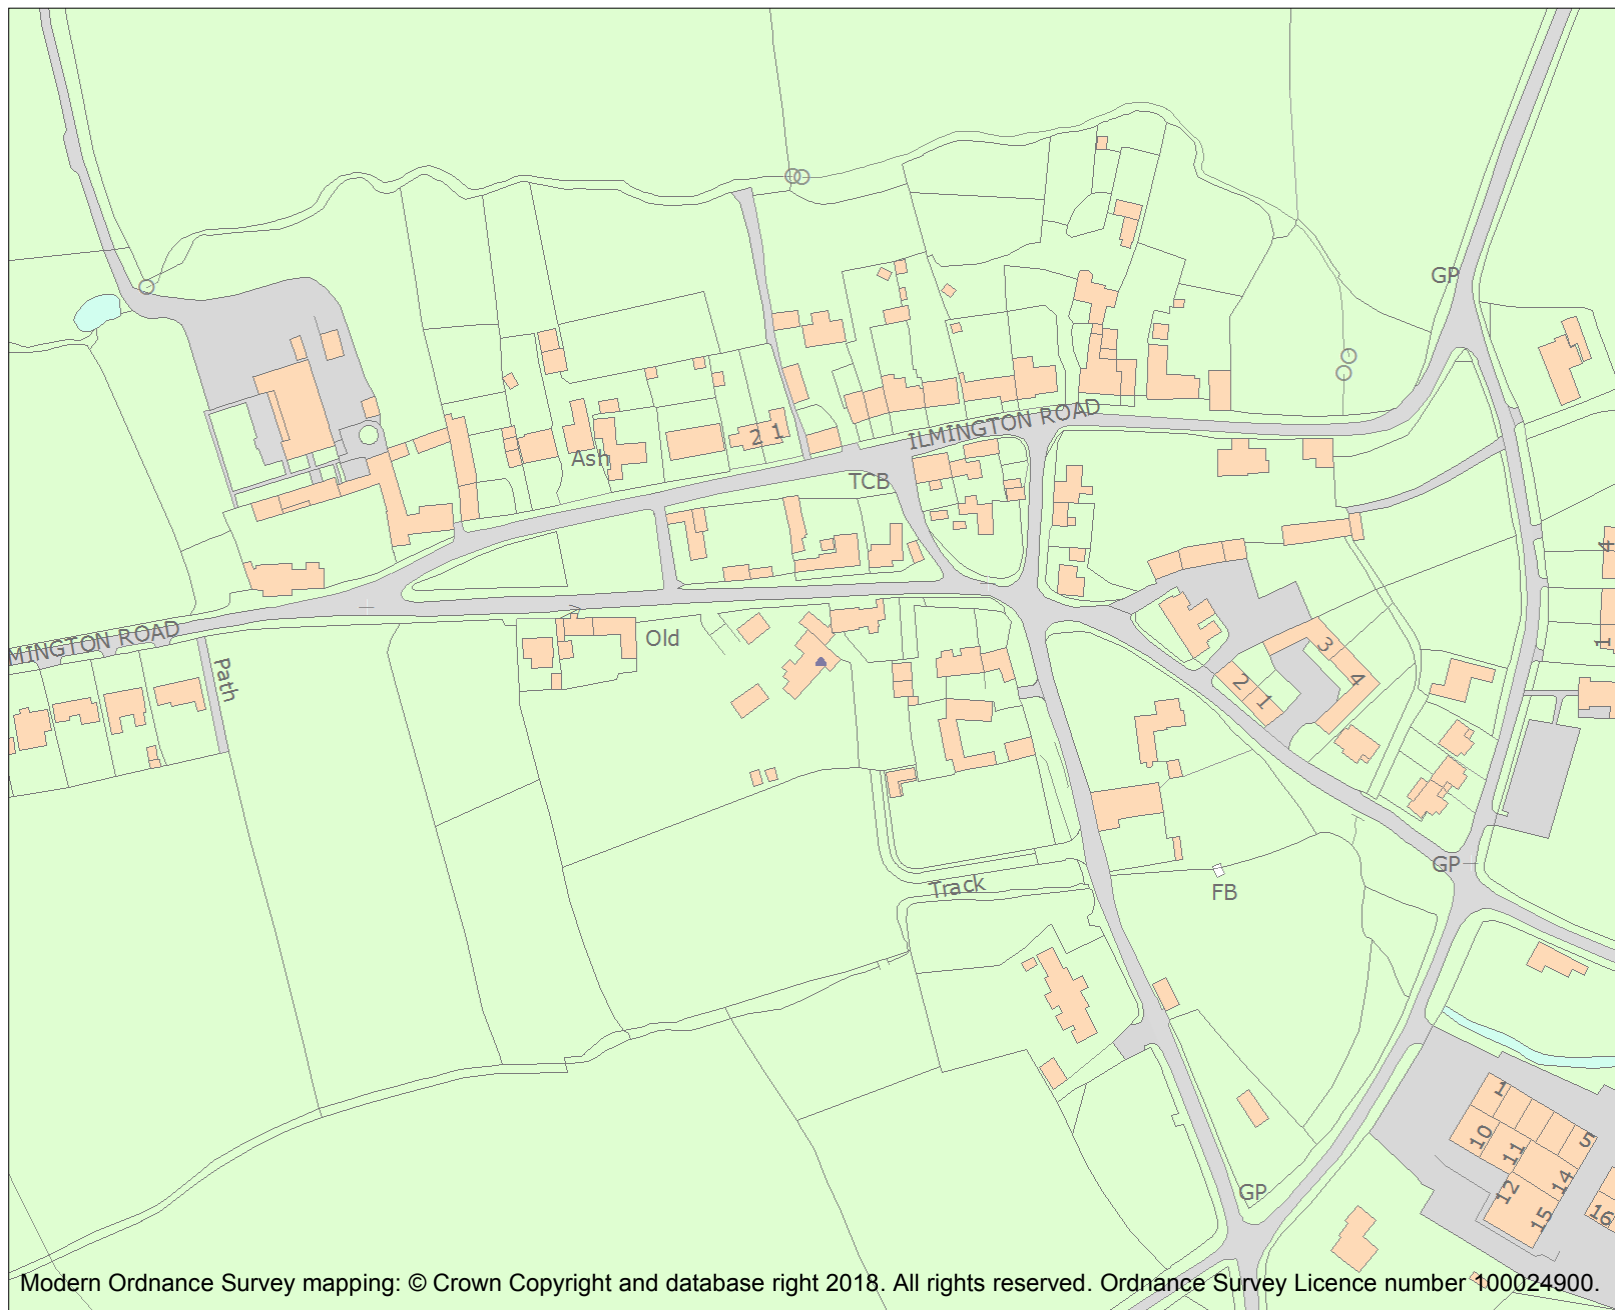 GP
ILMINGTON ROAD
2 1
Ash
TCB
4
MINGTON ROAD
Path
Old
1
3
4
2
1
GP
Track
FB
1
10
11
5
12
14
15
16
GP
Modern Ordnance Survey mapping: © Crown Copyright and database right 2018. All rights reserved. Ordnance Survey Licence number 100024900.